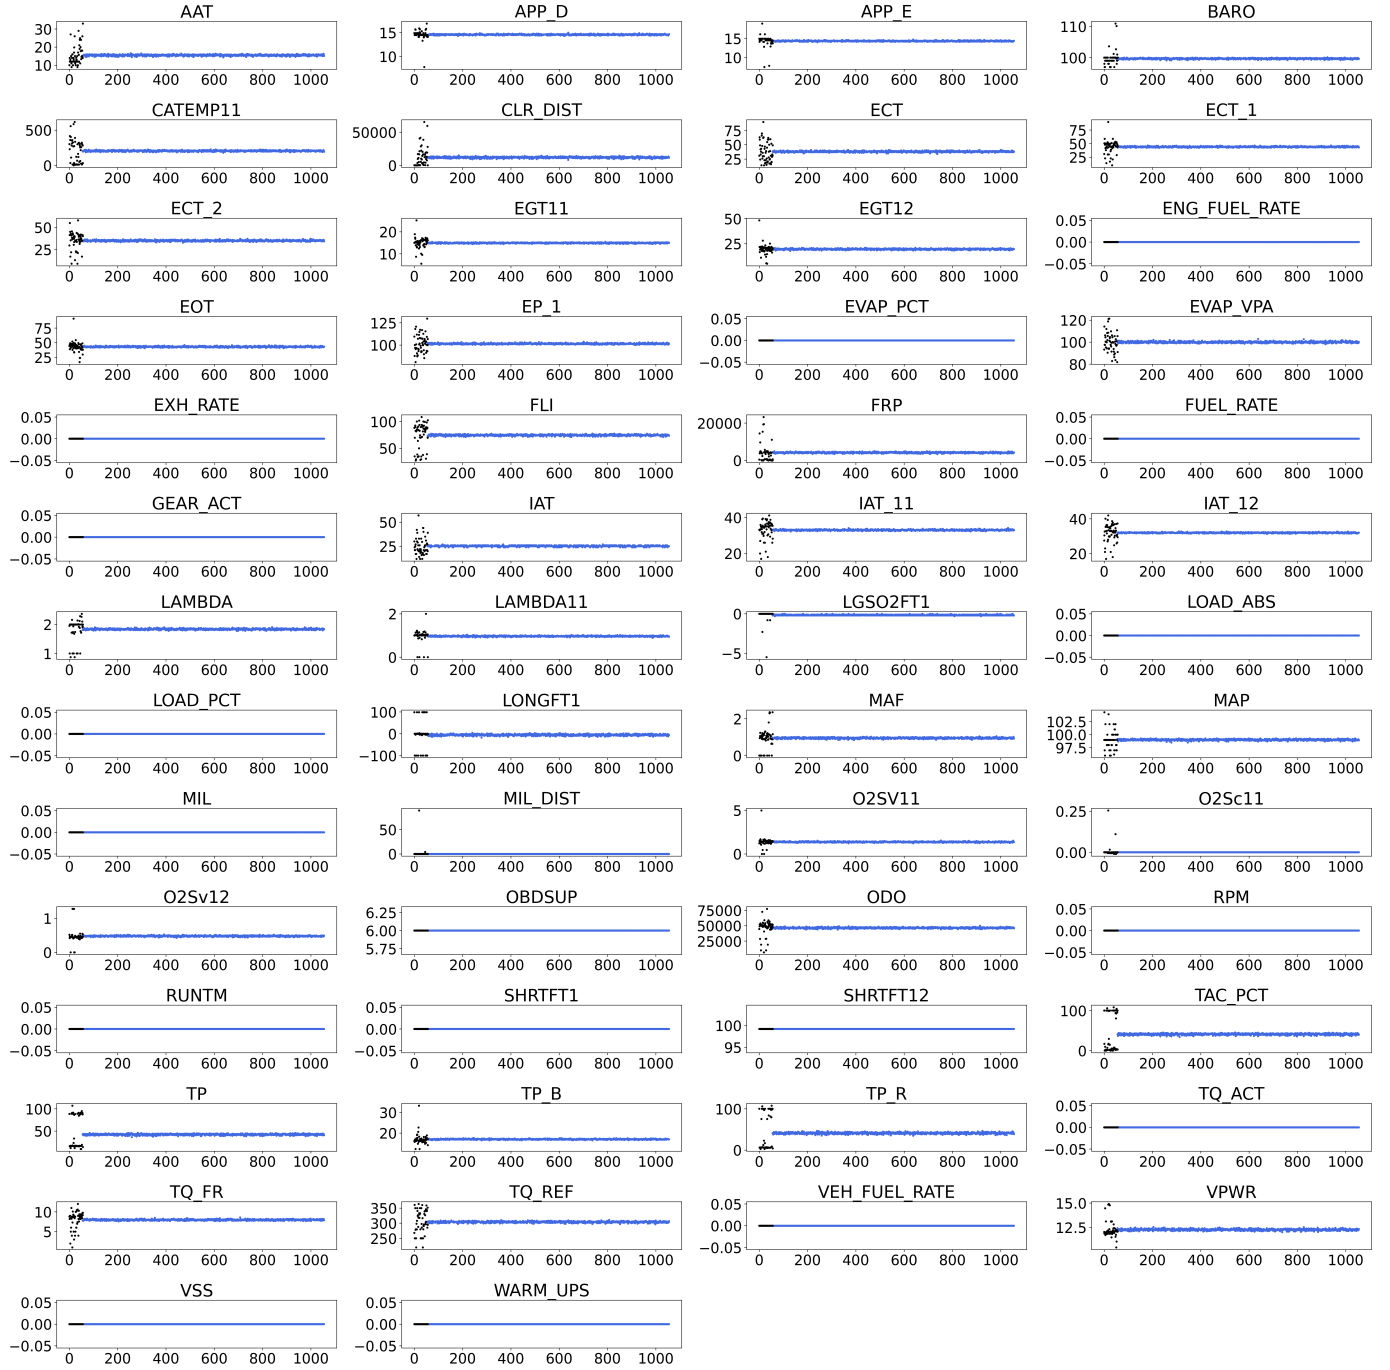 AAT APP_D APP_E BARO
30 20 10 15 10 15 10 110 100
0 200 400 600 800 1000 0 200 400 600 800 1000 0 200 400 600 800 1000 0 200 400 600 800 1000
CATEMP11 CLR_DIST ECT ECT_1
500 0 50000 0 75 50 25 75 50 25
0 200 400 600 800 1000 0 200 400 600 800 1000 0 200 400 600 800 1000 0 200 400 600 800 1000
ECT_2 EGT11 EGT12 ENG_FUEL_RATE
50 25 20 10 50 25 0.05 0.00 −0.05
0 200 400 600 800 1000 0 200 400 600 800 1000 0 200 400 600 800 1000 0 200 400 600 800 1000
EOT EP_1 EVAP_PCT EVAP_VPA
75 50 25 125 100 0.05 0.00 −0.05 120 100 80
0 200 400 600 800 1000 0 200 400 600 800 1000 0 200 400 600 800 1000 0 200 400 600 800 1000
EXH_RATE FLI FRP FUEL_RATE
0.05 0.00 −0.05 100 50 20000 0 0.05 0.00 −0.05
0 200 400 600 800 1000 0 200 400 600 800 1000 0 200 400 600 800 1000 0 200 400 600 800 1000
GEAR_ACT IAT IAT_11 IAT_12
0.05 0.00 −0.05 50 25 40 20 40 20
0 200 400 600 800 1000 0 200 400 600 800 1000 0 200 400 600 800 1000 0 200 400 600 800 1000
LAMBDA LAMBDA11 LGSO2FT1 LOAD_ABS
2 1 2 1 0 0 −5 0.05 0.00 −0.05
0 200 400 600 800 1000 0 200 400 600 800 1000 0 200 400 600 800 1000 0 200 400 600 800 1000
LOAD_PCT LONGFT1 MAF MAP
0.05 0.00 −0.05 100 0 −100 2 0 102.5 100.0 97.5
0 200 400 600 800 1000 0 200 400 600 800 1000 0 200 400 600 800 1000 0 200 400 600 800 1000
MIL MIL_DIST O2SV11 O2Sc11
0.05 0.00 −0.05 50 0 5 0 0.25 0.00
0 200 400 600 800 1000 0 200 400 600 800 1000 0 200 400 600 800 1000 0 200 400 600 800 1000
O2Sv12 OBDSUP ODO RPM
1 0 6.25 6.00 5.75 75000 50000 25000 0.05 0.00 −0.05
0 200 400 600 800 1000 0 200 400 600 800 1000 0 200 400 600 800 1000 0 200 400 600 800 1000
RUNTM SHRTFT1 SHRTFT12 TAC_PCT
0.05 0.00 −0.05 0.05 0.00 −0.05 100 95 100 0
0 200 400 600 800 1000 0 200 400 600 800 1000 0 200 400 600 800 1000 0 200 400 600 800 1000
TP TP_B TP_R TQ_ACT
100 50 30 20 100 0 0.05 0.00 −0.05
0 200 400 600 800 1000 0 200 400 600 800 1000 0 200 400 600 800 1000 0 200 400 600 800 1000
TQ_FR TQ_REF VEH_FUEL_RATE VPWR
10 5 350 300 250 0.05 0.00 −0.05 15.0 12.5
0 200 400 600 800 1000 0 200 400 600 800 1000 0 200 400 600 800 1000 0 200 400 600 800 1000
VSS WARM_UPS
0.05 0.00 −0.05 0.05 0.00 −0.05
0 200 400 600 800 1000 0 200 400 600 800 1000